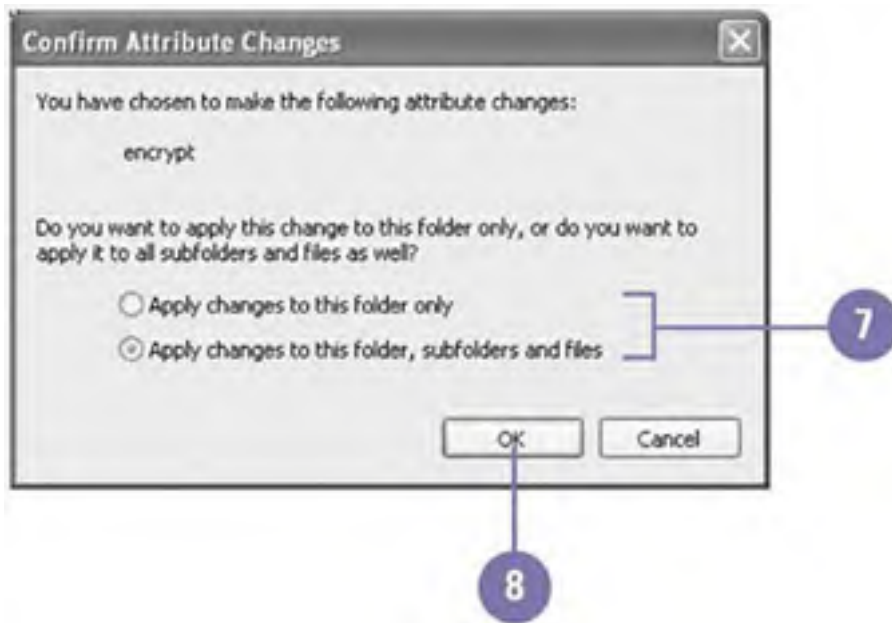 Confirm Attribute Changes
You have chosen to make the following attribute changes:
encrypt
Do you want to apply this change to this folder only, or do you want to
apply it to all subfolders and files as well?
Apply changes to this folder only
Apply changes to this folder, subfolders and files
7
OK
Cancel
8